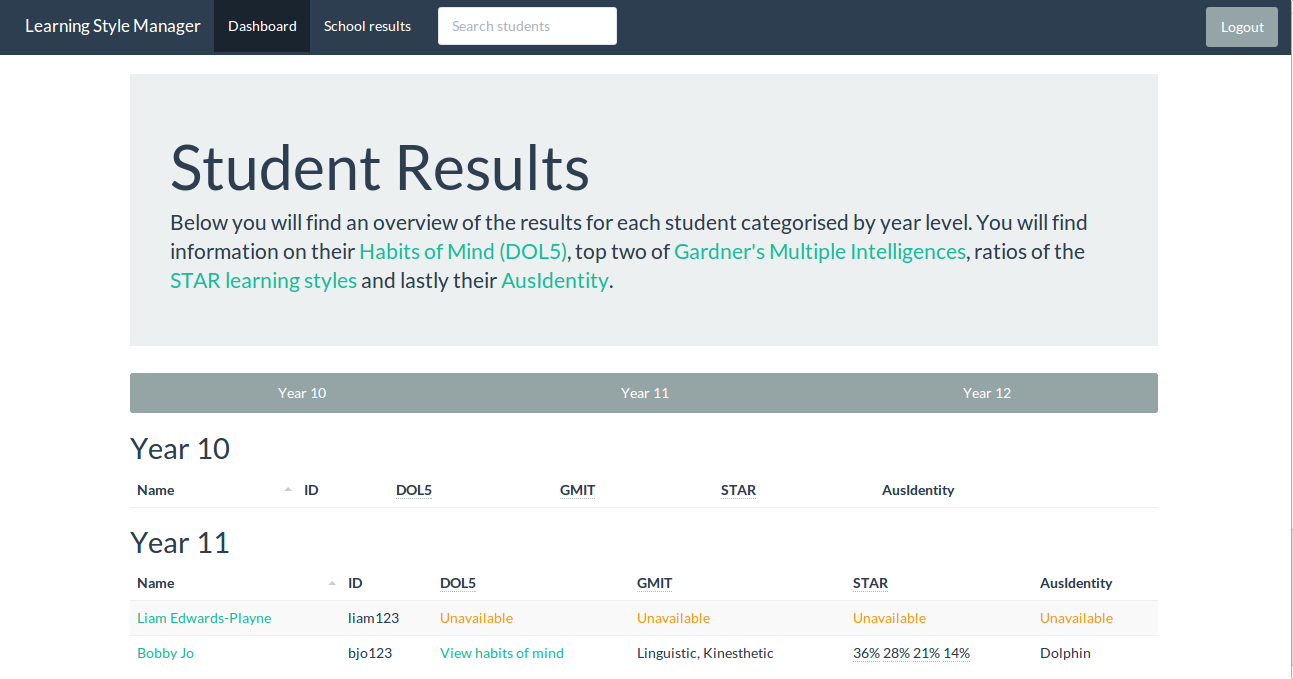 Learning Style Manager Dashboard School results Search students Logout
Student Results
Below you will find an overview of the results for each student categorised by year level. You will find
information on their Habits of Mind (DOL5), top two of Gardner's Multiple Intelligences, ratios of the
STAR learning styles and lastly their AusIdentity.
Year 10 Year 11 Year 12
Year 10
Name ID DOL5 GMIT STAR AusIdentity
Year 11
Name ID DOL5 GMIT STAR AusIdentity
Liam Edwards-Playne liam123 Unavailable Unavailable Unavailable Unavailable
Bobby Jo bjo123 View habits of mind Linguistic, Kinesthetic 36% 28% 21% 14% Dolphin